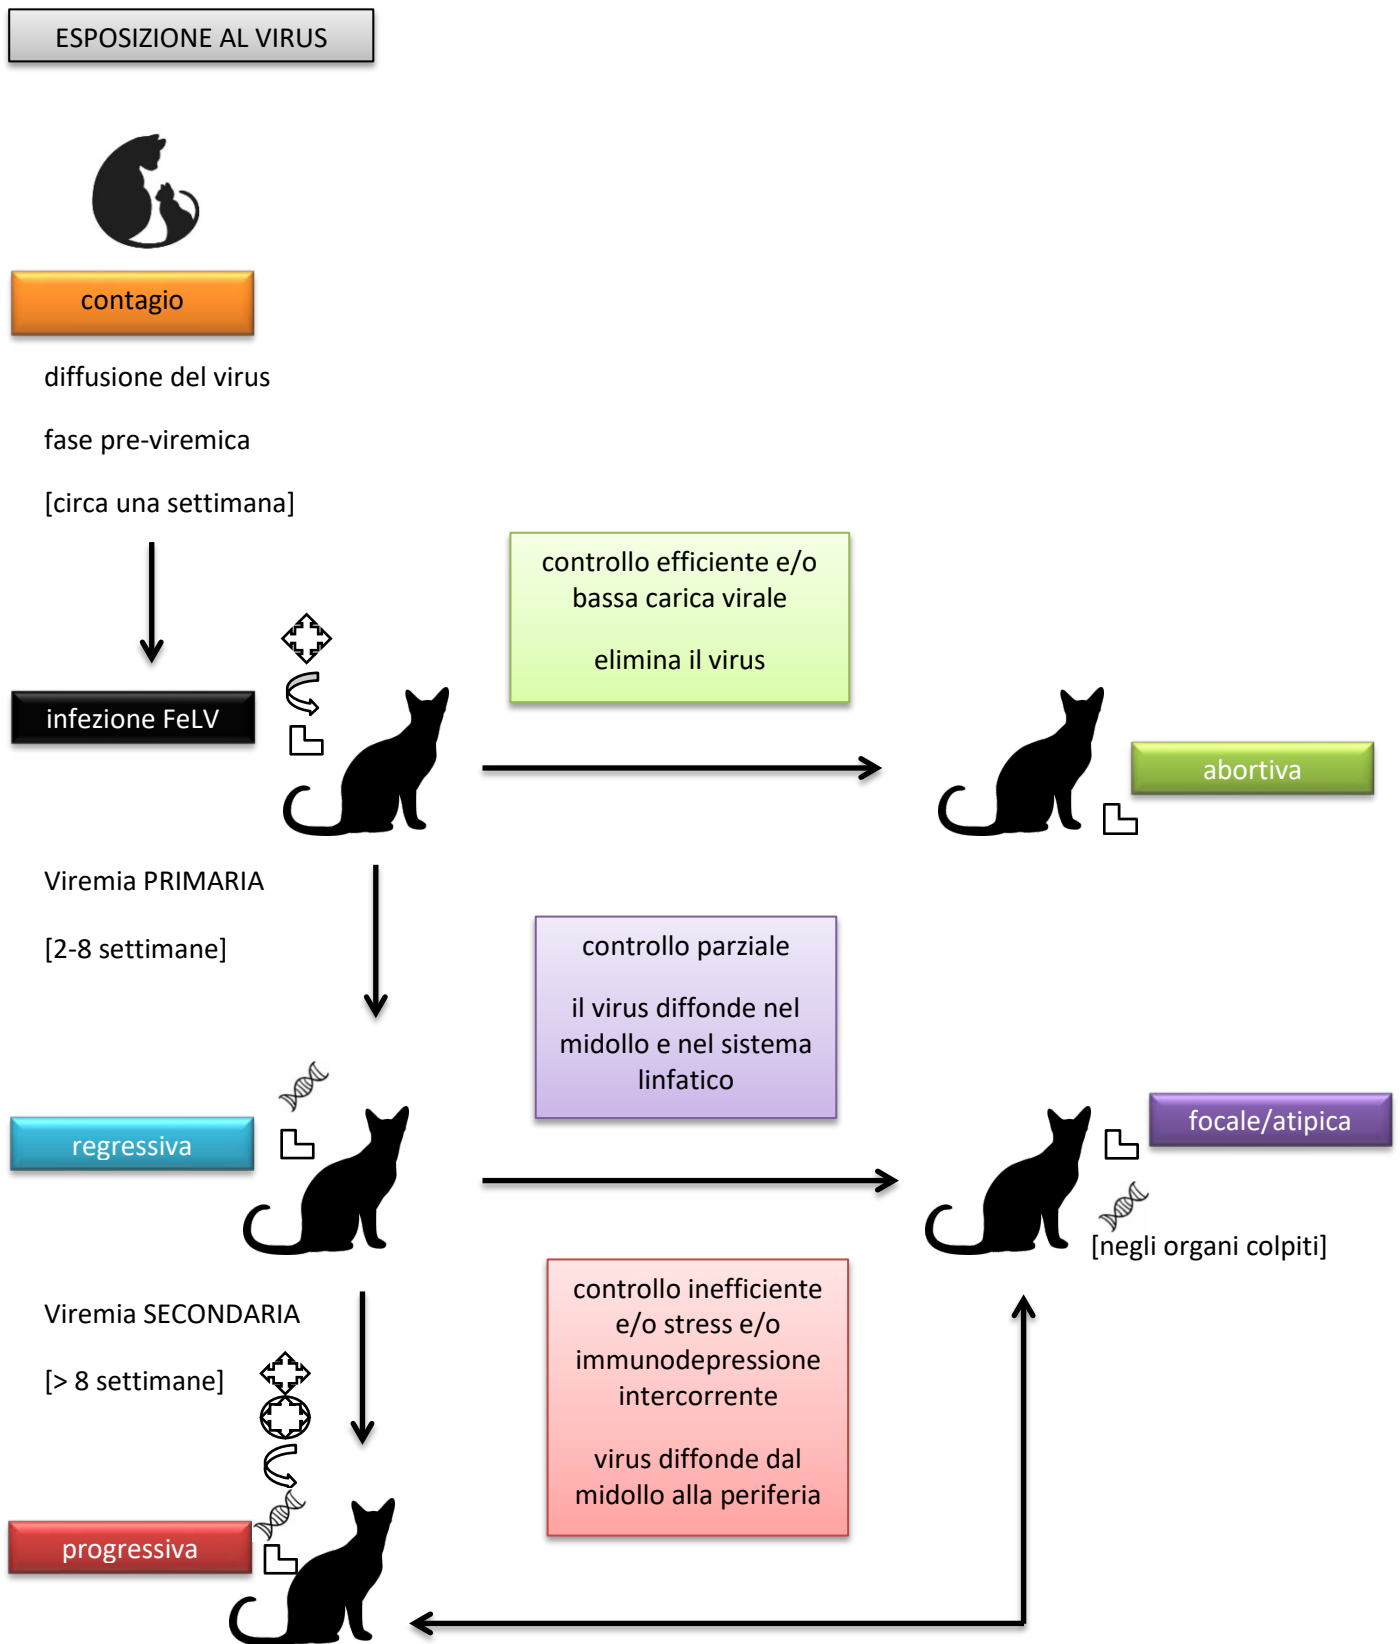 ESPOSIZIONE AL VIRUS
contagio
diffusione del virus
fase pre-viremica
[circa una settimana]
controllo efficiente e/o
bassa carica virale
elimina il virus
infezione FeLV
abortiva
Viremia PRIMARIA
[2-8 settimane]
controllo parziale
il virus diffonde nel
midollo e nel sistema
linfatico
regressiva
focale/atipica
[negli organi colpiti]
Viremia SECONDARIA
[> 8 settimane]
controllo inefficiente
e/o stress e/o
immunodepressione
intercorrente
virus diffonde dal
midollo alla periferia
progressiva